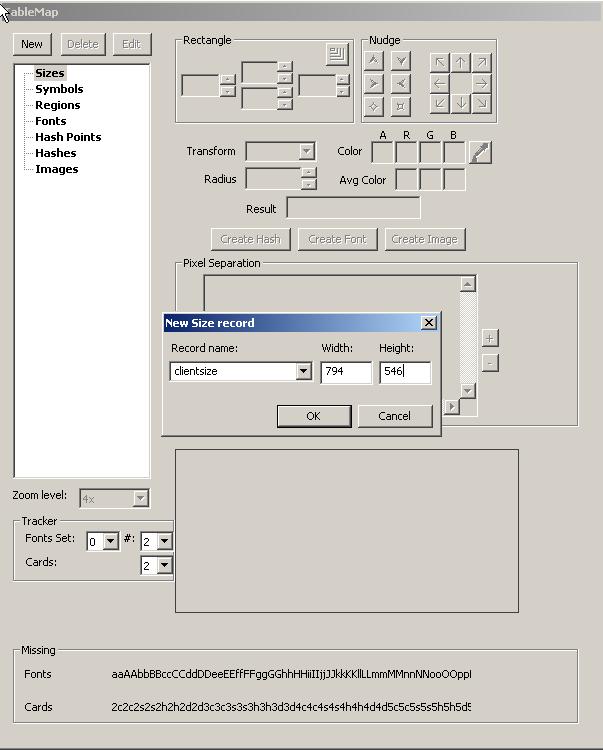 ableMap
New Delete Edit
Sizes
Symbols
Regions
Fonts
Hash Points
Hashes
Images
Rectangle
Nudge
Transform
Radius
A R G B
Color
Avg Color
Result
Create Hash Create Font Create Image
Pixel Separation
+
-
New Size record
Record name: Width: Height:
clientsize 794 546
OK Cancel
Zoom level: 4x
Tracker
Fonts Set: 0 #: 2
Cards: 2
Missing
Fonts aaAAbbBBccCCddDDeeEEffFFggGGhhHHiiIIjjJJkkKKllLLmmMMnnNNooOOppI
Cards 2c2c2s2s2h2h2d2d3c3c3s3s3h3h3d3d4c4c4s4s4h4h4d4d5c5c5s5s5h5h5d5